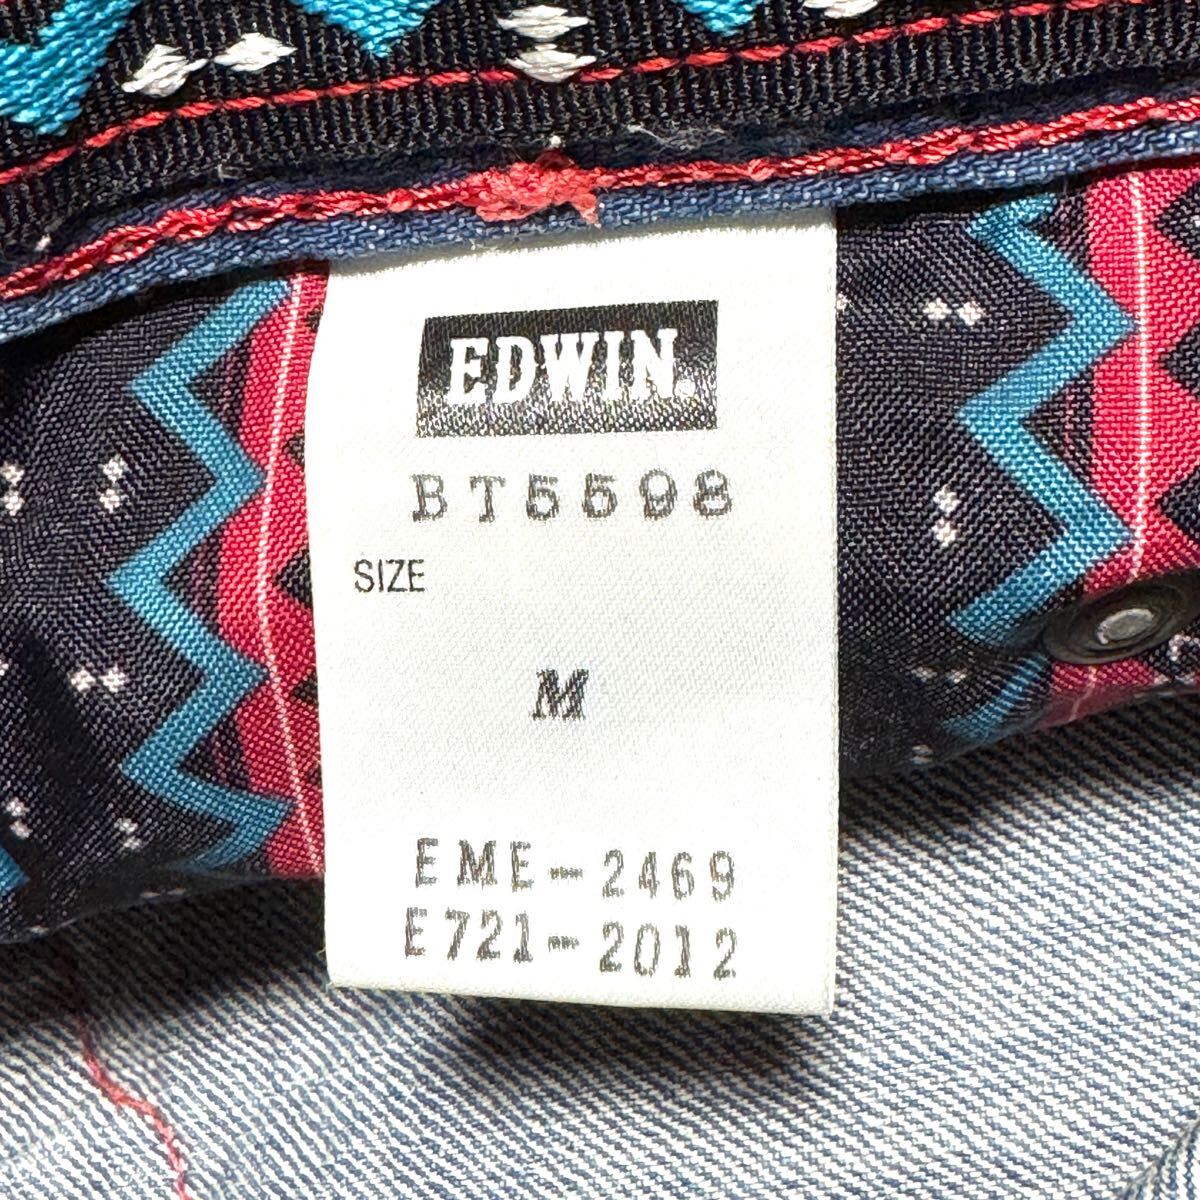 EDWIN.
BT5598
SIZE
M
EME-2469
E721-2012